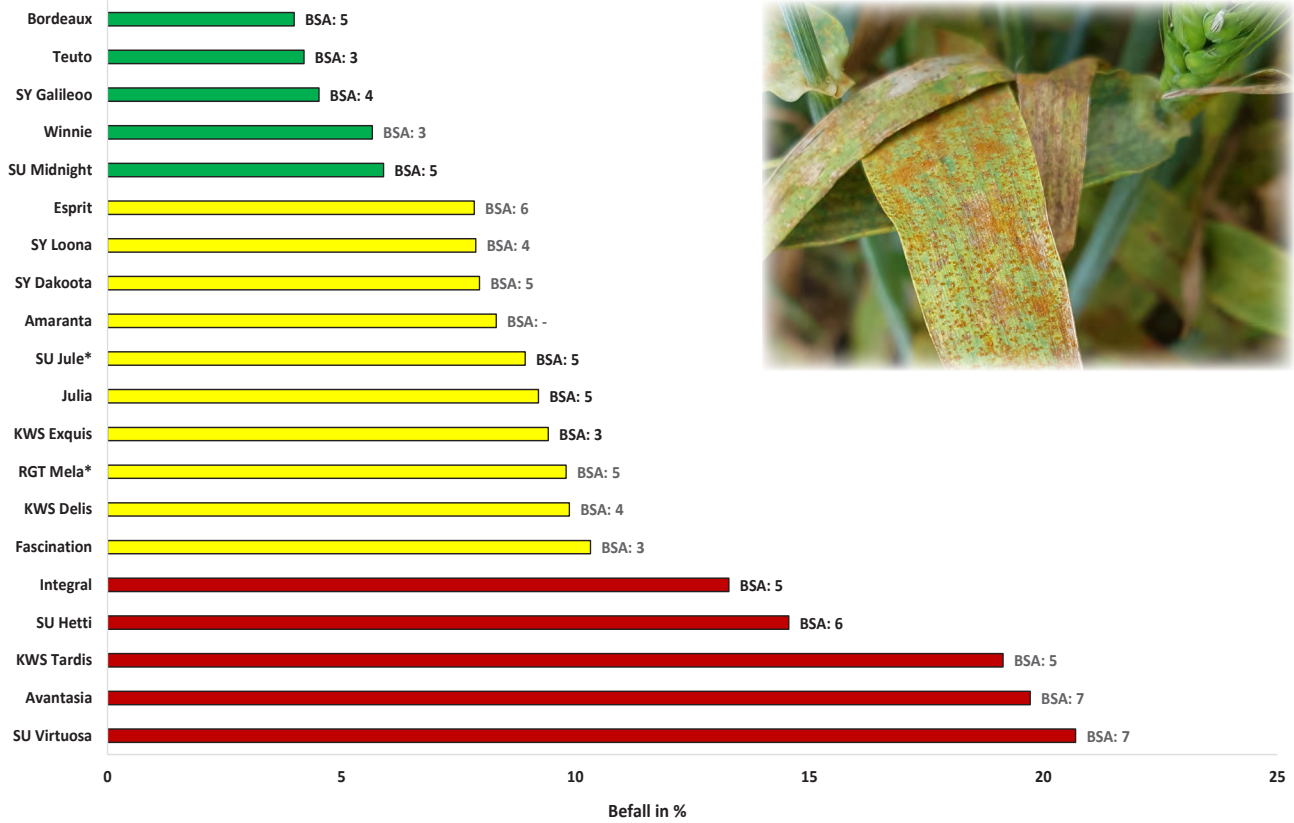 Bordeaux BSA: 5
Teuto BSA: 3
SY Galileoo BSA: 4
Winnie BSA: 3
SU Midnight BSA: 5
Esprit BSA: 6
SY Loona BSA: 4
SY Dakoota BSA: 5
Amaranta BSA: -
SU Jule* BSA: 5
Julia BSA: 5
KWS Exquis BSA: 3
RGT Mela* BSA: 5
KWS Delis BSA: 4
Fascination BSA: 3
Integral BSA: 5
SU Hetti BSA: 6
KWS Tardis BSA: 5
Avantasia BSA: 7
SU Virtuosa BSA: 7
0 5 10 15 20 25
Befall in %